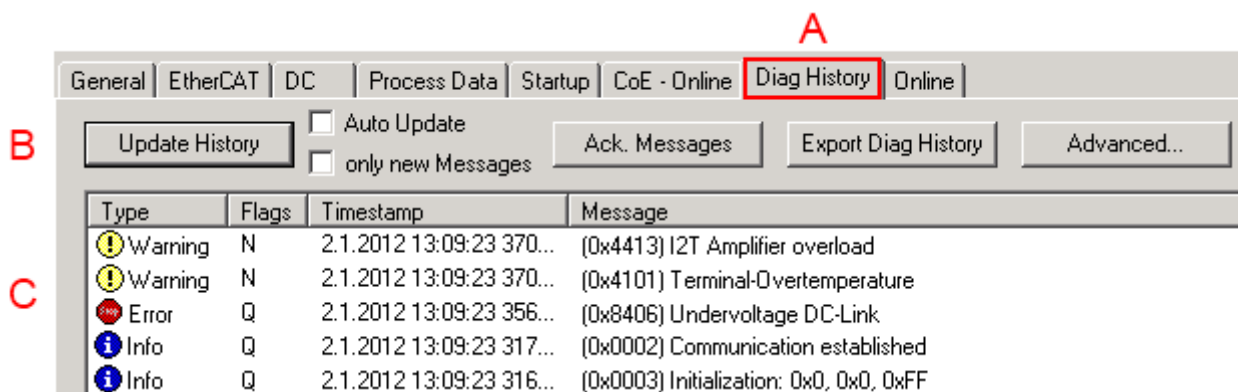 A
General EtherCAT DC Process Data Startup CoE - Online Diag History Online
B
Update History Auto Update Ack. Messages Export Diag History Advanced...
only new Messages
Type Flags Timestamp Message
C
Warning N 2.1.2012 13:09:23 370... (0x4413) I2T Amplifier overload
Warning N 2.1.2012 13:09:23 370... (0x4101) Terminal-Overtemperature
Stop Error Q 2.1.2012 13:09:23 356... (0x8406) Undervoltage DC-Link
Info Q 2.1.2012 13:09:23 317... (0x0002) Communication established
Info Q 2.1.2012 13:09:23 316... (0x0003) Initialization: 0x0, 0x0, 0xFF